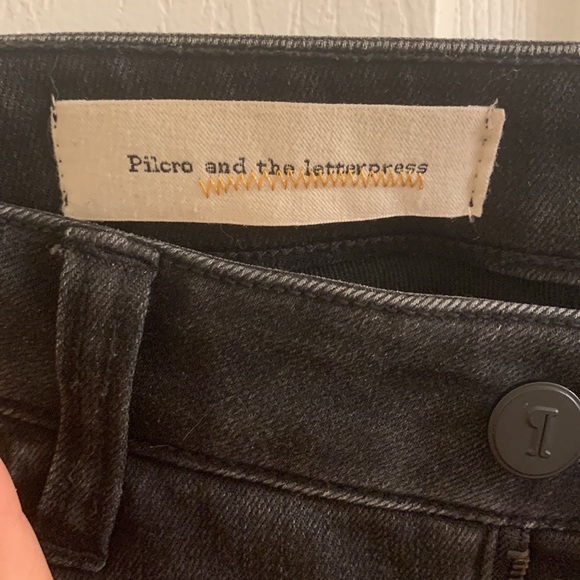 Pilcro and the letterpress
¶